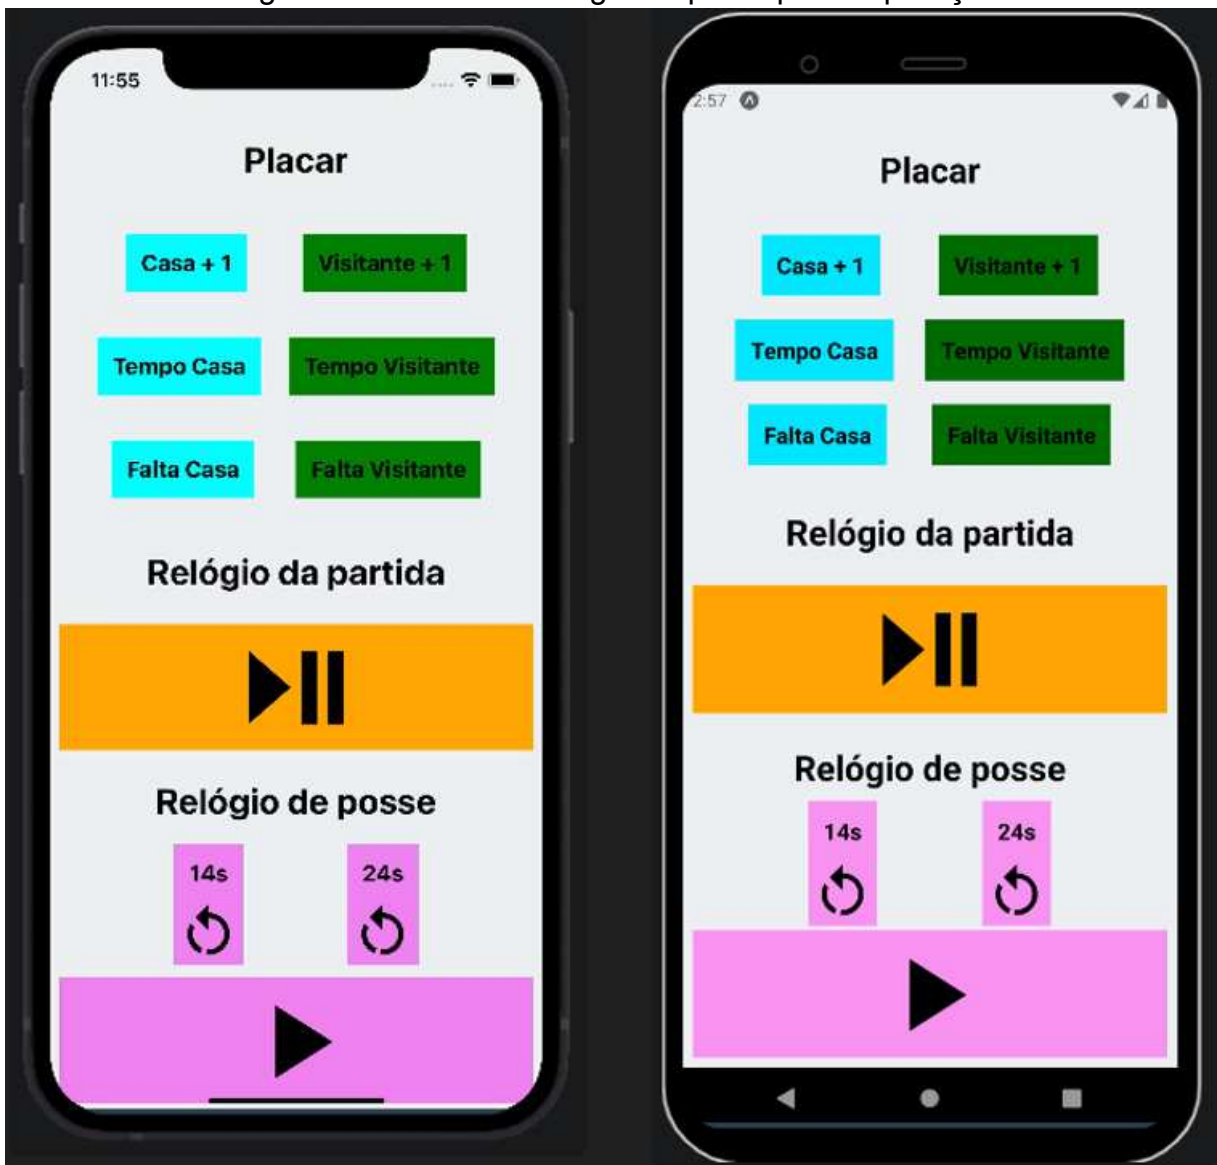 11:55
Placar
Casa + 1 Visitante + 1
Tempo Casa Tempo Visitante
Falta Casa Falta Visitante
Relógio da partida
Relógio de posse
14s 24s
2:57
Placar
Casa + 1 Visitante + 1
Tempo Casa Tempo Visitante
Falta Casa Falta Visitante
Relógio da partida
Relógio de posse
14s 24s